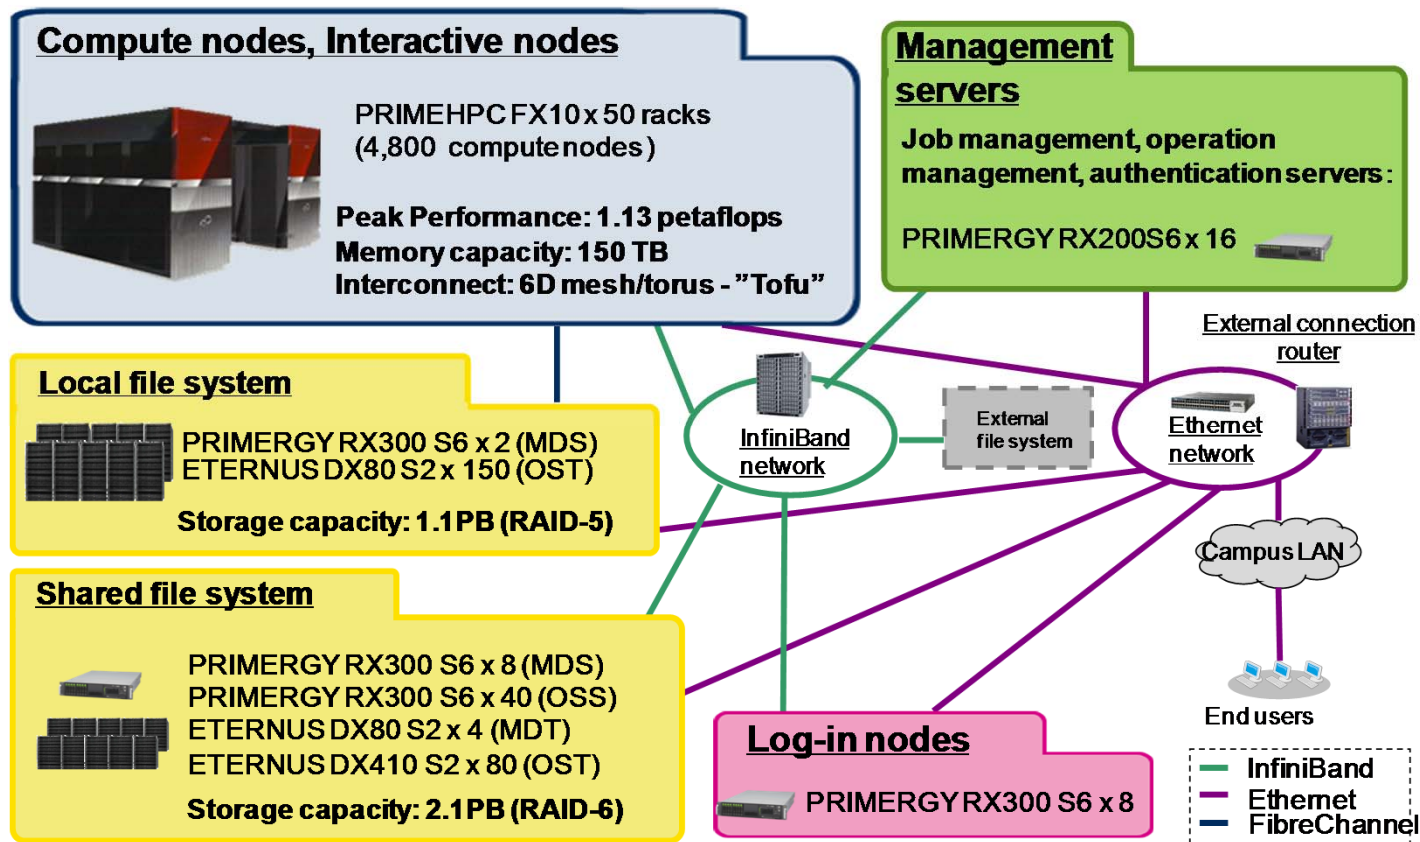 Compute nodes, Interactive nodes
PRIMEHPC FX10 x 50 racks
(4,800 compute nodes)
Peak Performance: 1.13 petaflops
Memory capacity: 150 TB
Interconnect: 6D mesh/torus - ”Tofu”
Management
servers
Job management, operation
management, authentication servers:
PRIMERGY RX200S6 x 16
External connection
router
Local file system
PRIMERGY RX300 S6 x 2 (MDS)
ETERNUS DX80 S2 x 150 (OST)
Storage capacity: 1.1PB (RAID-5)
InfiniBand
network
External
file system
Ethernet
network
Campus LAN
Shared file system
PRIMERGY RX300 S6 x 8 (MDS)
PRIMERGY RX300 S6 x 40 (OSS)
ETERNUS DX80 S2 x 4 (MDT)
ETERNUS DX410 S2 x 80 (OST)
Storage capacity: 2.1PB (RAID-6)
Log-in nodes
PRIMERGY RX300 S6 x 8
End users
InfiniBand
Ethernet
FibreChannel